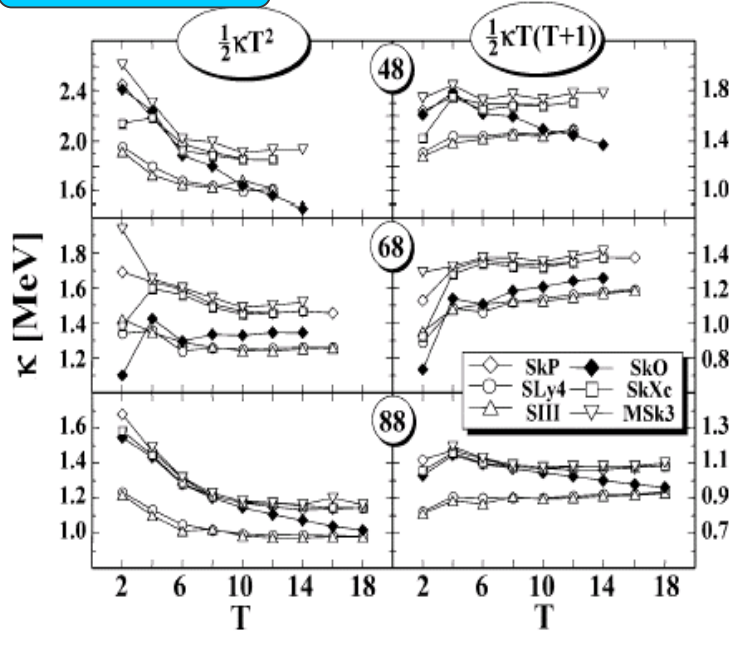 ½κT² ½κT(T+1)
48
2.4 1.8
2.0 1.4
1.6 1.0
68
1.8 1.4
1.6 1.2
1.4 1.0
1.2 0.8
κ [MeV]
SkP SkO
SLy4 SkXc
SIII MSk3
88
1.6 1.3
1.4 1.1
1.2 0.9
1.0 0.7
2 6 10 14 18 2 6 10 14 18
T T